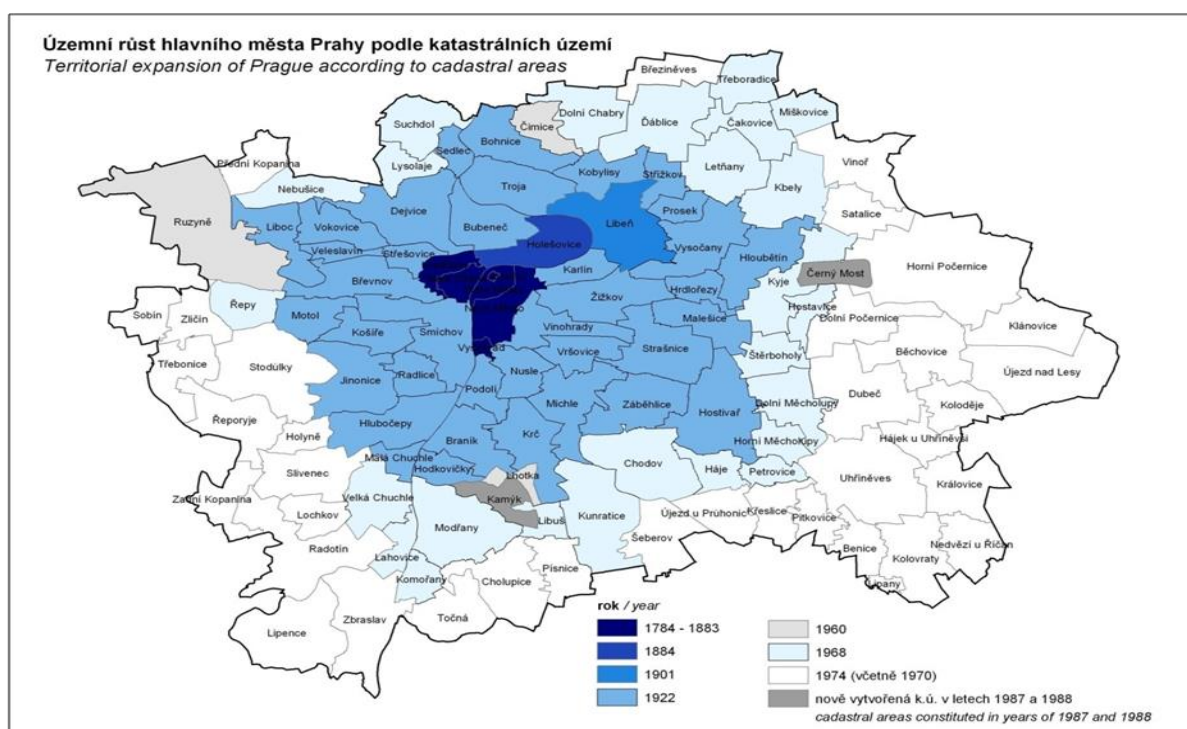 Územní růst hlavního města Prahy podle katastrálních území
Territorial expansion of Prague according to cadastral areas
Březiněves
Třeboradice
Dolní Chabry
Miškovice
Čimice
Ďáblice
Čakovice
Suchdol
Bohnice
Sedlec
Přední Kopanina
Lysolaje
Kobylisy
Střížkov
Letňany
Vinoř
Nebušice
Troja
Kbely
Ruzyně
Dejvice
Prosek
Satalice
Liboc
Vokovice
Bubeneč
Libeň
Veleslavín
Střešovice
Holešovice
Vysočany
Hloubětín
Horní Počernice
Břevnov
Karlín
Černý Most
Kyje
Řepy
Žižkov
Hrdlořezy
Hostavice
Sobín
Zličín
Motol
Košíře
Smíchov
Vinohrady
Malešice
Dolní Počernice
Klánovice
Třebonice
Stodůlky
Vršovice
Strašnice
Štěrboholy
Běchovice
Újezd nad Lesy
Jinonice
Radlice
Nusle
Podolí
Dubeč
Koloděje
Řeporyje
Hlubočepy
Michle
Záběhlice
Hostivař
Dolní Měcholupy
Holyně
Braník
Krč
Horní Měcholupy
Hájek u Uhříněvsi
Malá Chuchle
Hodkovičky
Lhotka
Chodov
Háje
Petrovice
Slivenec
Uhříněves
Královice
Zadní Kopanina
Velká Chuchle
Kamýk
Lochkov
Modřany
Libuš
Kunratice
Újezd u Průhonic
Křeslice
Pitkovice
Radotín
Šeberov
Benice
Nedvězí u Říčan
Lahovice
Písnice
Kolovraty
Komořany
Cholupice
Lipany
Lipence
Zbraslav
Točná
rok / year
1784 - 1883
1884
1901
1922
1960
1968
1974 (včetně 1970)
nově vytvořená k.ú. v letech 1987 a 1988
cadastral areas constituted in years of 1987 and 1988